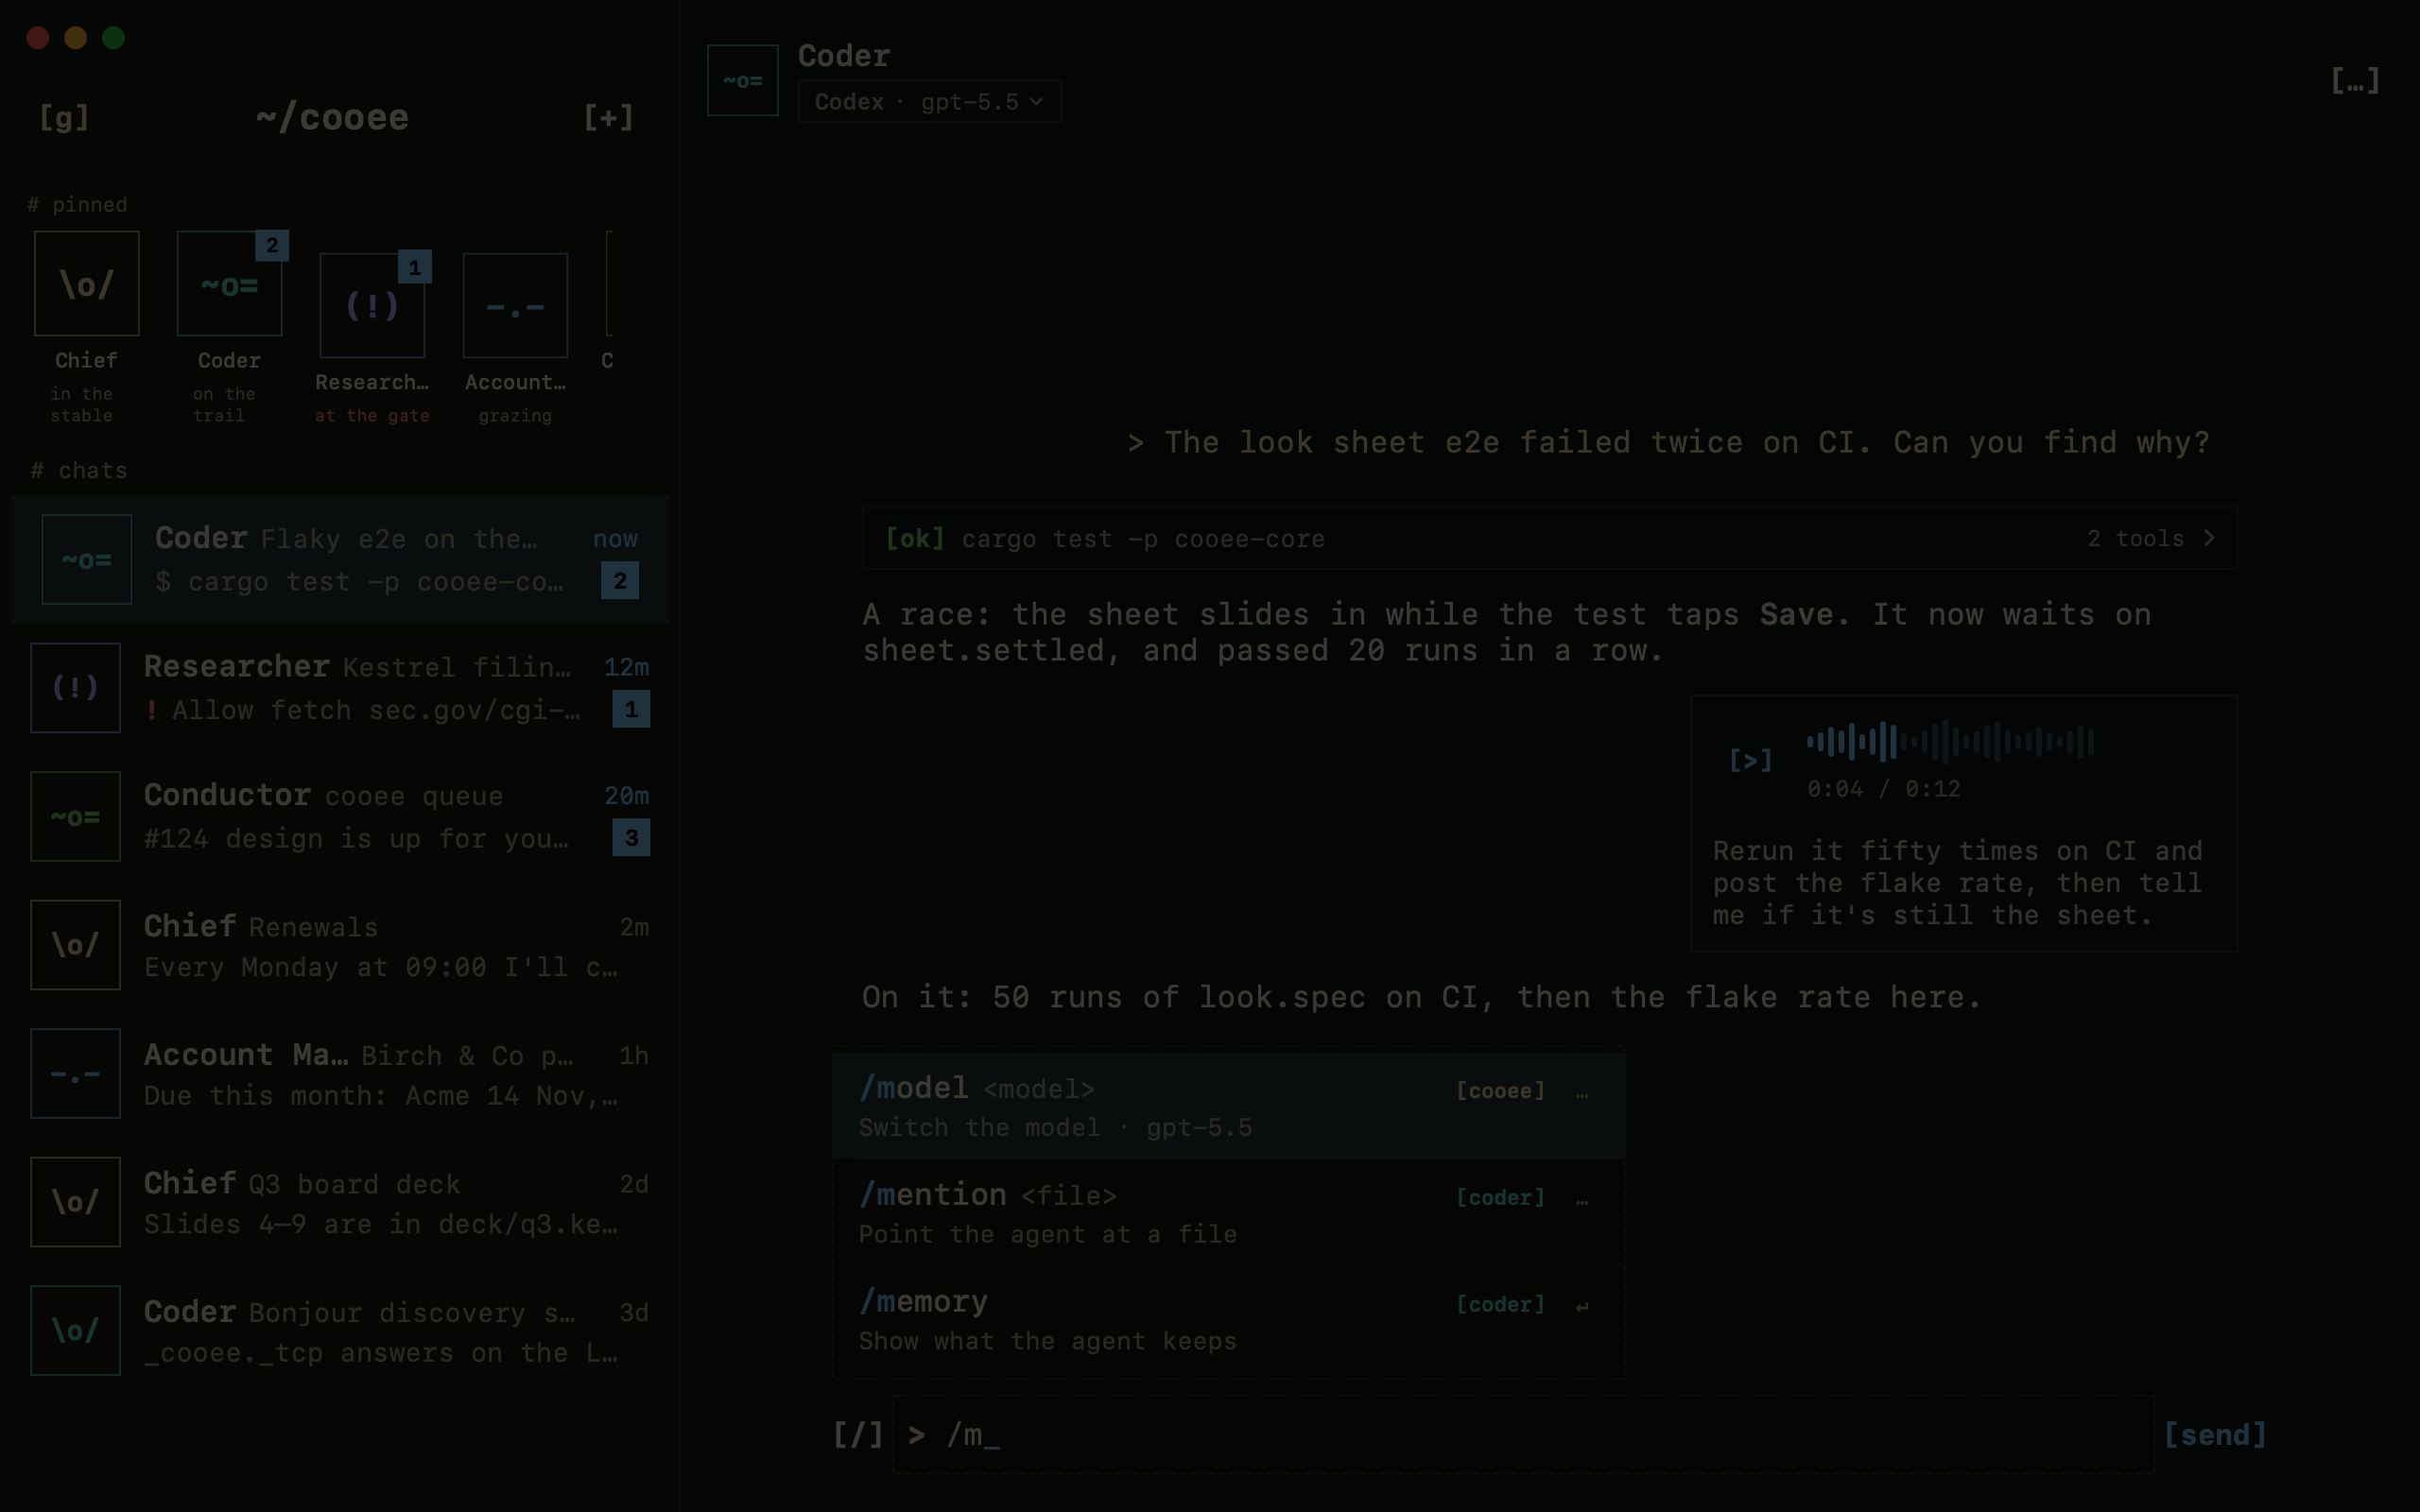 [g] ~/cooee [+]
# pinned
\o/
~o= 2
(!) 1
-.-
Chief
Coder
Research…
Account…
C
in the
stable
on the
trail
at the gate
grazing
# chats
~o=
Coder Flaky e2e on the… now
$ cargo test -p cooee-co… 2
(!)
Researcher Kestrel filin… 12m
! Allow fetch sec.gov/cgi-… 1
~o=
Conductor cooee queue 20m
#124 design is up for you… 3
\o/
Chief Renewals 2m
Every Monday at 09:00 I'll c…
-.-
Account Ma… Birch & Co p… 1h
Due this month: Acme 14 Nov,…
\o/
Chief Q3 board deck 2d
Slides 4–9 are in deck/q3.ke…
\o/
Coder Bonjour discovery s… 3d
_cooee._tcp answers on the L…
~o=
Coder
Codex · gpt-5.5
[…]
> The look sheet e2e failed twice on CI. Can you find why?
[ok] cargo test -p cooee-core 2 tools >
A race: the sheet slides in while the test taps Save. It now waits on
sheet.settled, and passed 20 runs in a row.
[>]
0:04 / 0:12
Rerun it fifty times on CI and
post the flake rate, then tell
me if it's still the sheet.
On it: 50 runs of look.spec on CI, then the flake rate here.
/model <model> [cooee] …
Switch the model · gpt-5.5
/mention <file> [coder] …
Point the agent at a file
/memory [coder] ↵
Show what the agent keeps
[/] > /m_ [send]